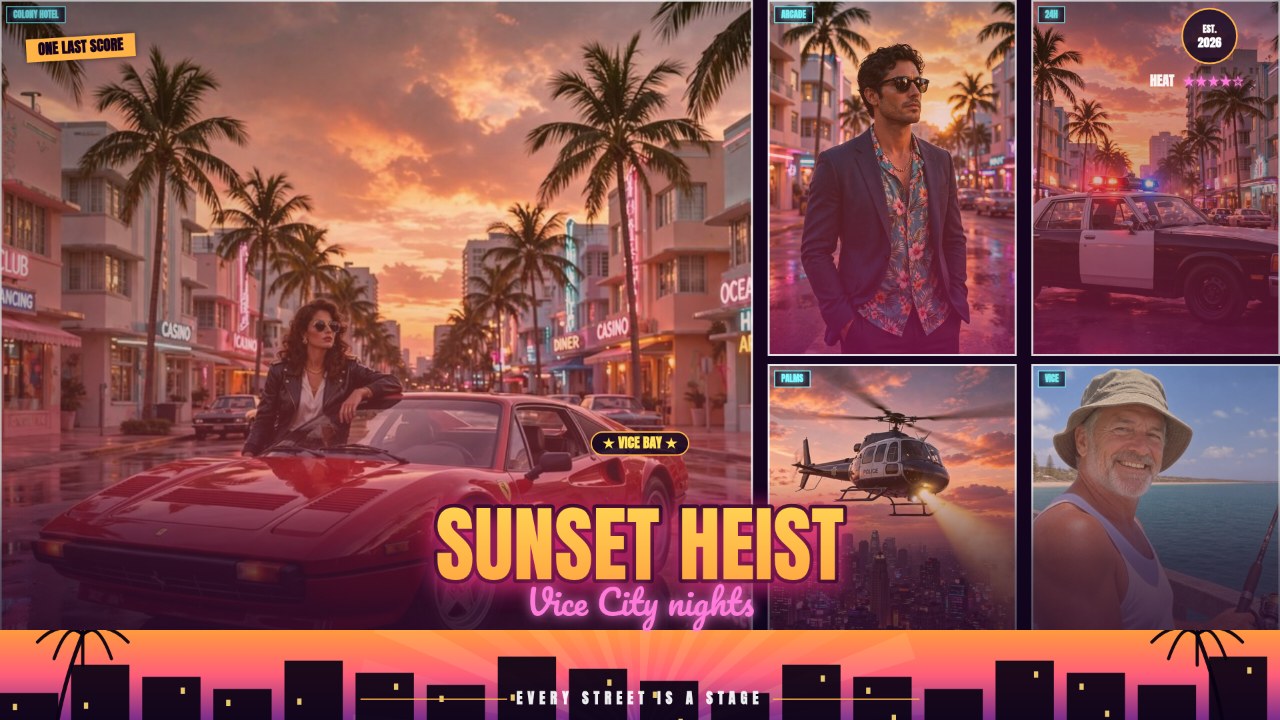 COLONY HOTEL
ONE LAST SCORE
ARCADE
24H
EST.
2026
HEAT ★★★★☆
CLUB
ANCING
CASINO
DINER
CASINO
OCEA
★ VICE BAY ★
PALMS
POLICE
VICE
SUNSET HEIST
Vice City nights
EVERY STREET IS A STAGE